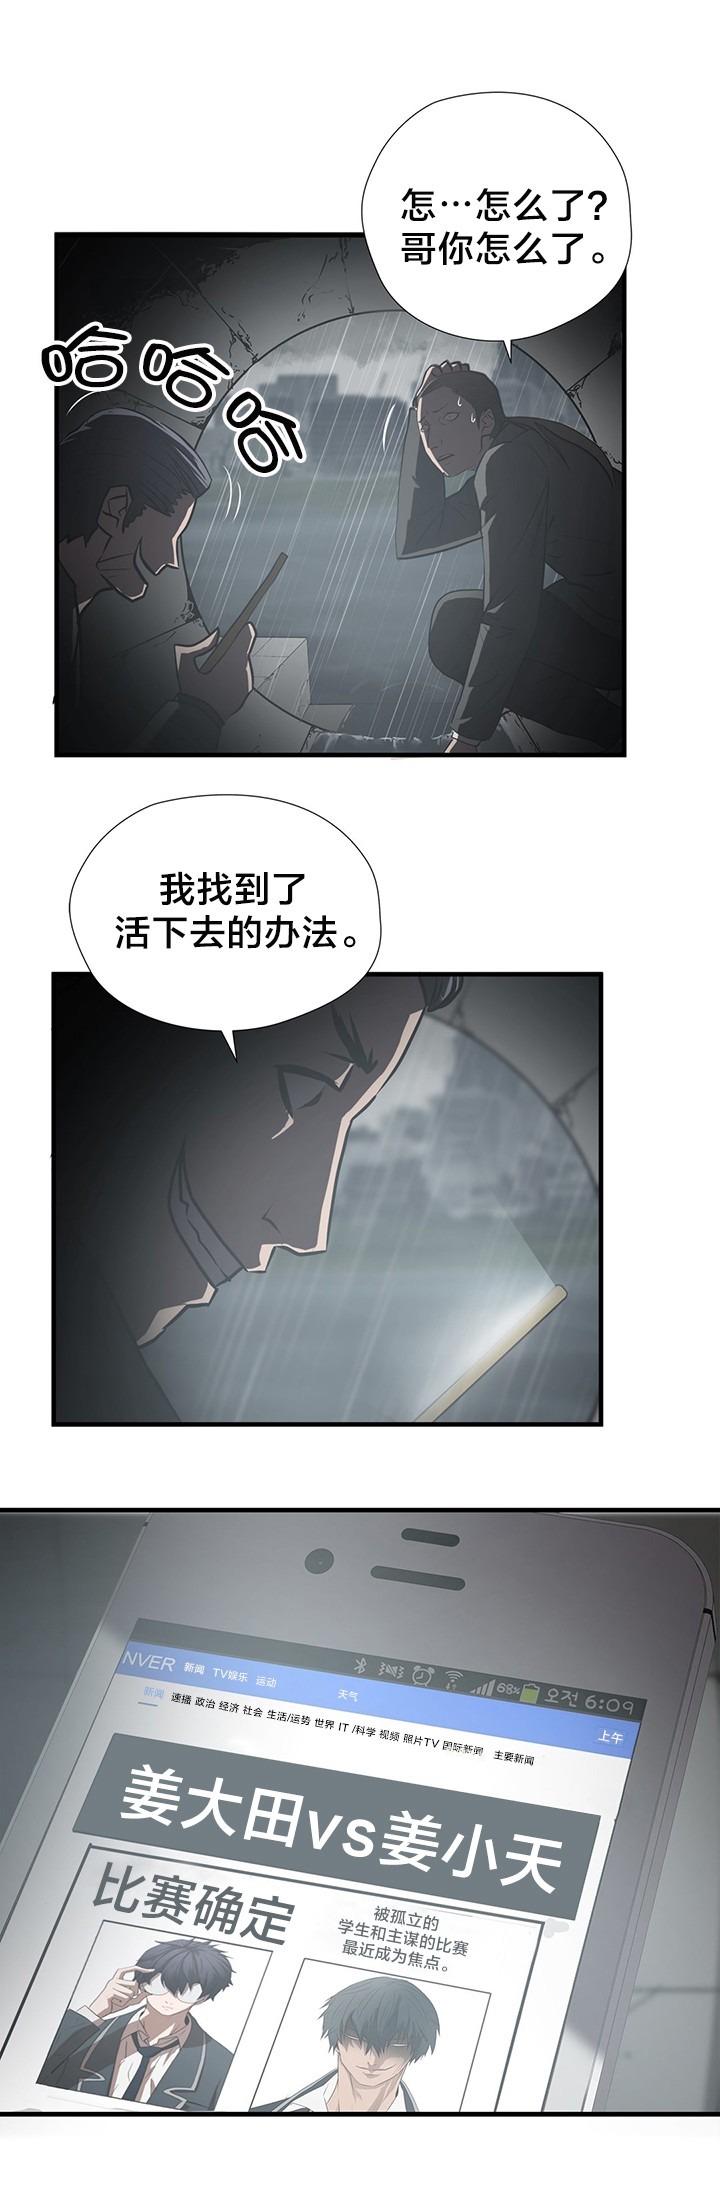 怎…怎么了?
哥你怎么了。
哈哈哈
我找到了
活下去的办法。
68% 오전 6:09
NVER 新闻 TV娱乐 运动 天气 上午
新闻 速播 政治 经济 社会 生活/运势 世界 IT /科学 视频 照片TV 国际新闻 主要新闻
姜大田vs姜小天
比赛确定
被孤立的
学生和主谋的比赛
最近成为焦点。